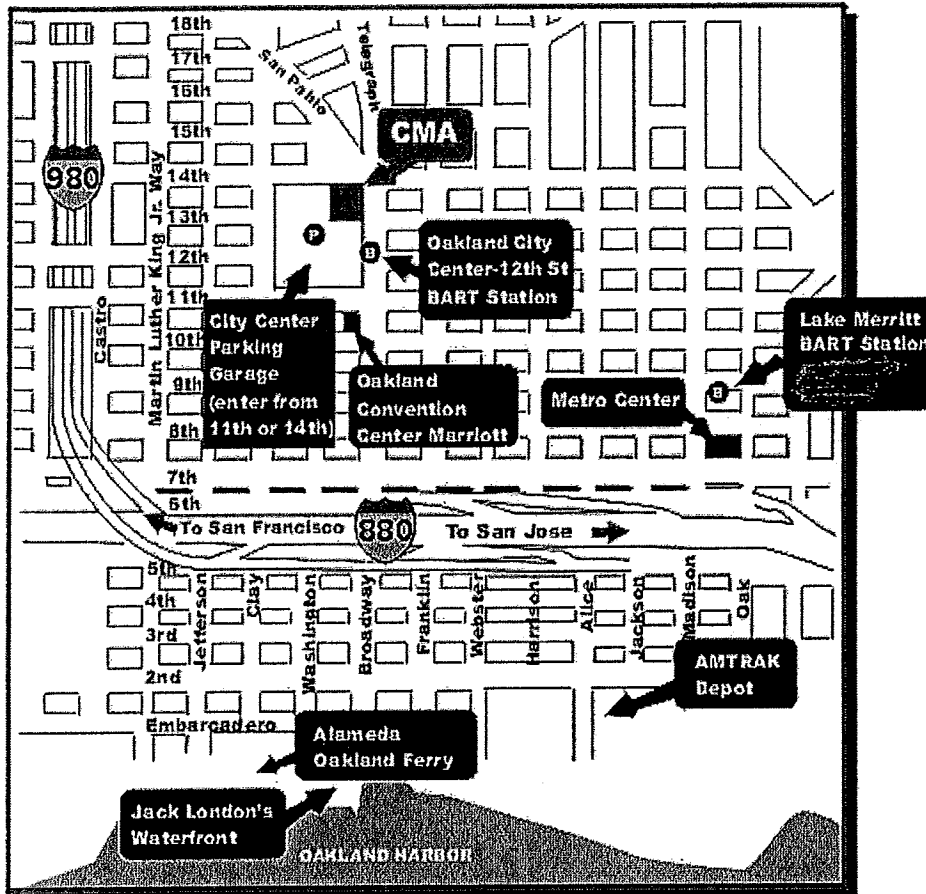 18th
17th
16th
15th
14th
13th
12th
11th
10th
9th
8th
7th
6th
5th
4th
3rd
2nd
Embarcadero
San Pablo
Telegraph
CMA
980
Martin Luther King Jr. Way
Castro
P
B
Oakland City
Center-12th St
BART Station
City Center
Parking
Garage
(enter from
11th or 14th)
Oakland
Convention
Center Marriott
Lake Merritt
BART Station
B
Metro Center
To San Francisco
880
To San Jose
Jefferson
Clay
Washington
Broadway
Franklin
Webster
Harrison
Alice
Jackson
Madison
Oak
AMTRAK
Depot
Alameda
Oakland Ferry
Jack London's
Waterfront
OAKLAND HARBOR